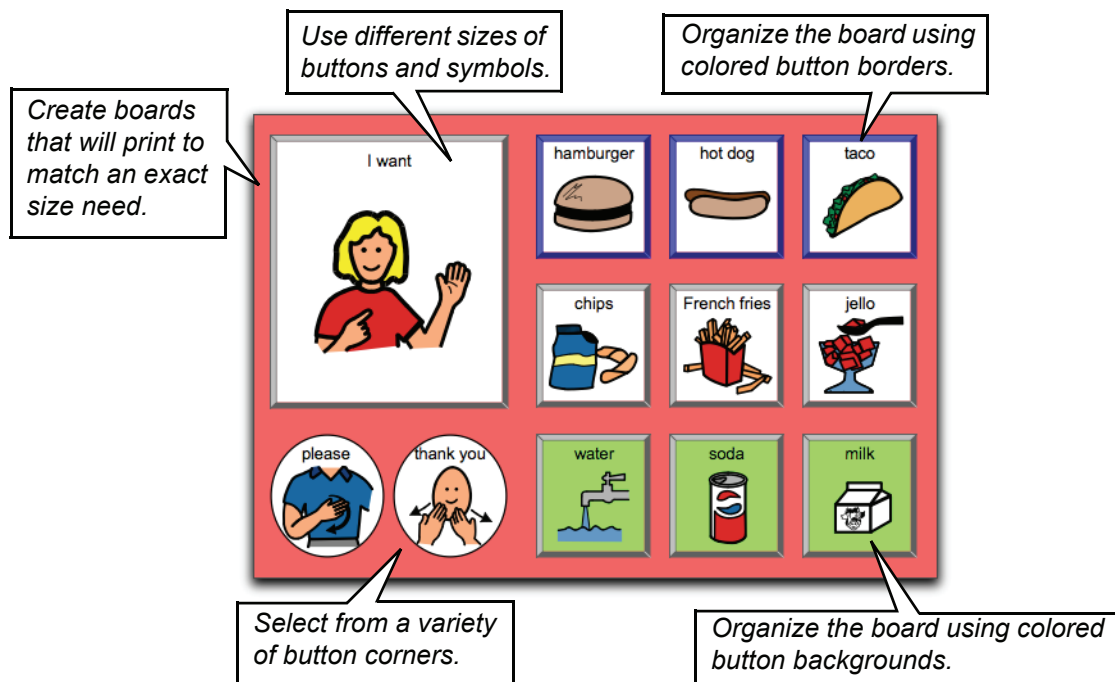 Use different sizes of
buttons and symbols.
Organize the board using
colored button borders.
Create boards
that will print to
match an exact
size need.
I want
hamburger
hot dog
taco
chips
French fries
jello
please
thank you
water
soda
milk
Select from a variety
of button corners.
Organize the board using colored
button backgrounds.